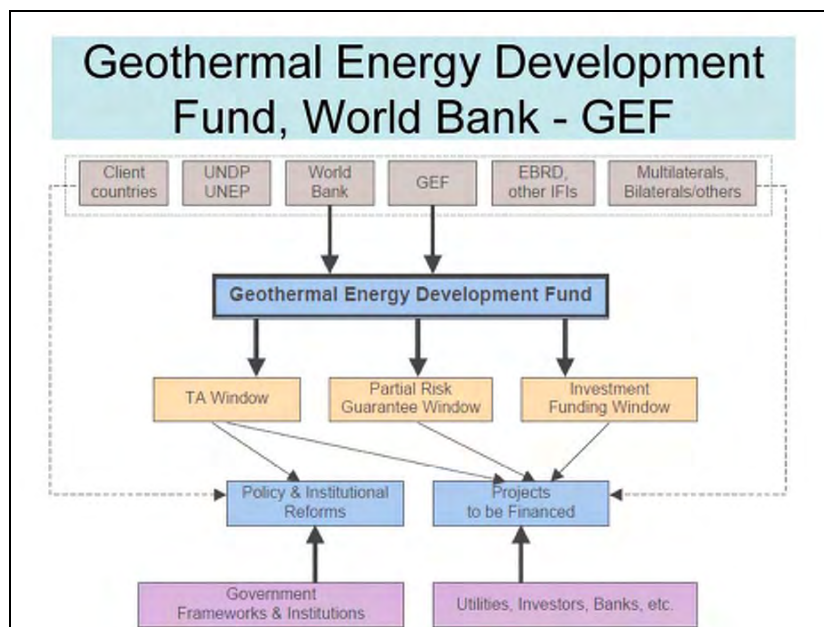 Geothermal Energy Development
Fund, World Bank - GEF
Client
countries
UNDP
UNEP
World
Bank
GEF
EBRD,
other IFIs
Multilaterals,
Bilaterals/others
Geothermal Energy Development Fund
TA Window
Partial Risk
Guarantee Window
Investment
Funding Window
Policy & Institutional
Reforms
Projects
to be Financed
Government
Frameworks & Institutions
Utilities, Investors, Banks, etc.